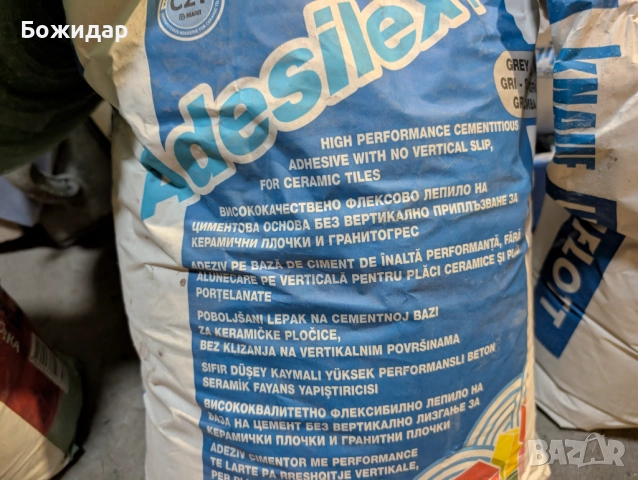 Божидар
C2T
MAPEI
Adesilex
GREY
GRI
HIGH PERFORMANCE CEMENTITIOUS
ADHESIVE WITH NO VERTICAL SLIP,
FOR CERAMIC TILES
ВИСОКОКАЧЕСТВЕНО ФЛЕКСОВО ЛЕПИЛО НА
ЦИМЕНТОВА ОСНОВА БЕЗ ВЕРТИКАЛНО ПРИПЛЪЗВАНЕ ЗА
КЕРАМИЧНИ ПЛОЧКИ И ГРАНИТОГРЕС
ADEZIV PE BAZĂ DE CIMENT DE ÎNALTĂ PERFORMANȚĂ, FĂRĂ
ALUNECARE PE VERTICALĂ PENTRU PLĂCI CERAMICE ȘI
PORȚELANATE
POBOLJŠANI LEPAK NA CEMENTNOJ BAZI
ZA KERAMIČKE PLOČICE,
BEZ KLIZANJA NA VERTIKALNIM POVRŠINAMA
SIFIR DÜŞEY KAYMALI YÜKSEK PERFORMANSLI BETON
SERAMİK FAYANS YAPIŞTIRICISI
ВИСОКОКВАЛИТЕТНО ФЛЕКСИБИЛНО ЛЕПИЛО НА
БАЗА НА ЦЕМЕНТ БЕЗ ВЕРТИКАЛНО ЛИЗГАЊЕ ЗА
КЕРАМИЧКИ ПЛОЧКИ И ГРАНИТНИ ПЛОЧКИ
ADEZIV ÇIMENTOR ME PERFORMANCE
TE LARTE PA RRESHQITJE VERTIKALE,
KNAUF
VELOIT
BAZAR